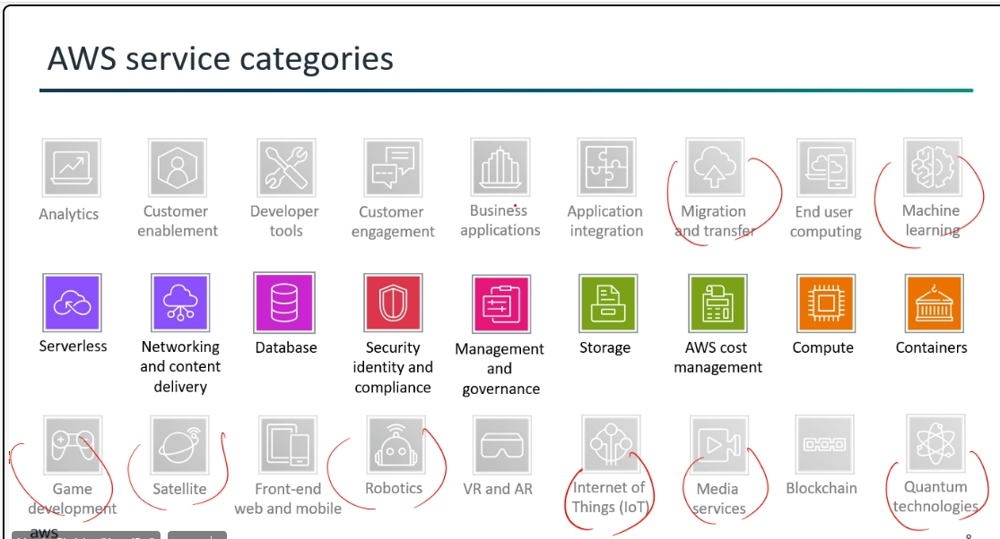 AWS service categories
Analytics
Customer
enablement
Developer
tools
Customer
engagement
Business
applications
Application
integration
Migration
and transfer
End user
computing
Machine
learning
Serverless
Networking
and content
delivery
Database
Security
identity and
compliance
Management
and
governance
Storage
AWS cost
management
Compute
Containers
Game
development
Satellite
Front-end
web and mobile
Robotics
VR and AR
Internet of
Things (IoT)
Media
services
Blockchain
Quantum
technologies
aws